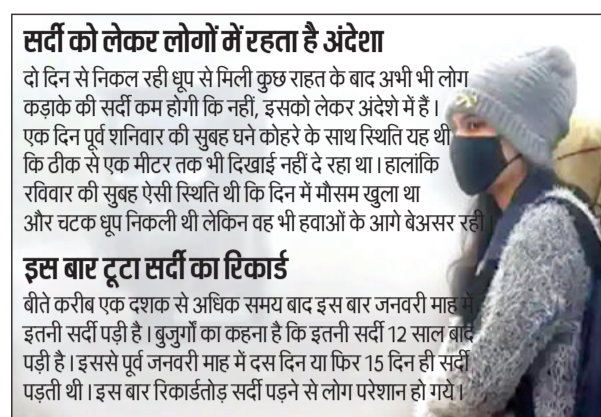 सर्दी को लेकर लोगों में रहता है अंदेशा
दो दिन से निकल रही धूप से मिली कुछ राहत के बाद अभी भी लोग
कड़ाके की सर्दी कम होगी कि नहीं, इसको लेकर अंदेशे में हैं।
एक दिन पूर्व शनिवार की सुबह घने कोहरे के साथ स्थिति यह थी
कि ठीक से एक मीटर तक भी दिखाई नहीं दे रहा था। हालांकि
रविवार की सुबह ऐसी स्थिति थी कि दिन में मौसम खुला था
और चटक धूप निकली थी लेकिन वह भी हवाओं के आगे बेअसर रही।
इस बार टूटा सर्दी का रिकार्ड
बीते करीब एक दशक से अधिक समय बाद इस बार जनवरी माह में
इतनी सर्दी पड़ी है। बुजुर्गों का कहना है कि इतनी सर्दी 12 साल बाद
पड़ी है। इससे पूर्व जनवरी माह में दस दिन या फिर 15 दिन ही सर्दी
पड़ती थी। इस बार रिकार्डतोड़ सर्दी पड़ने से लोग परेशान हो गये।